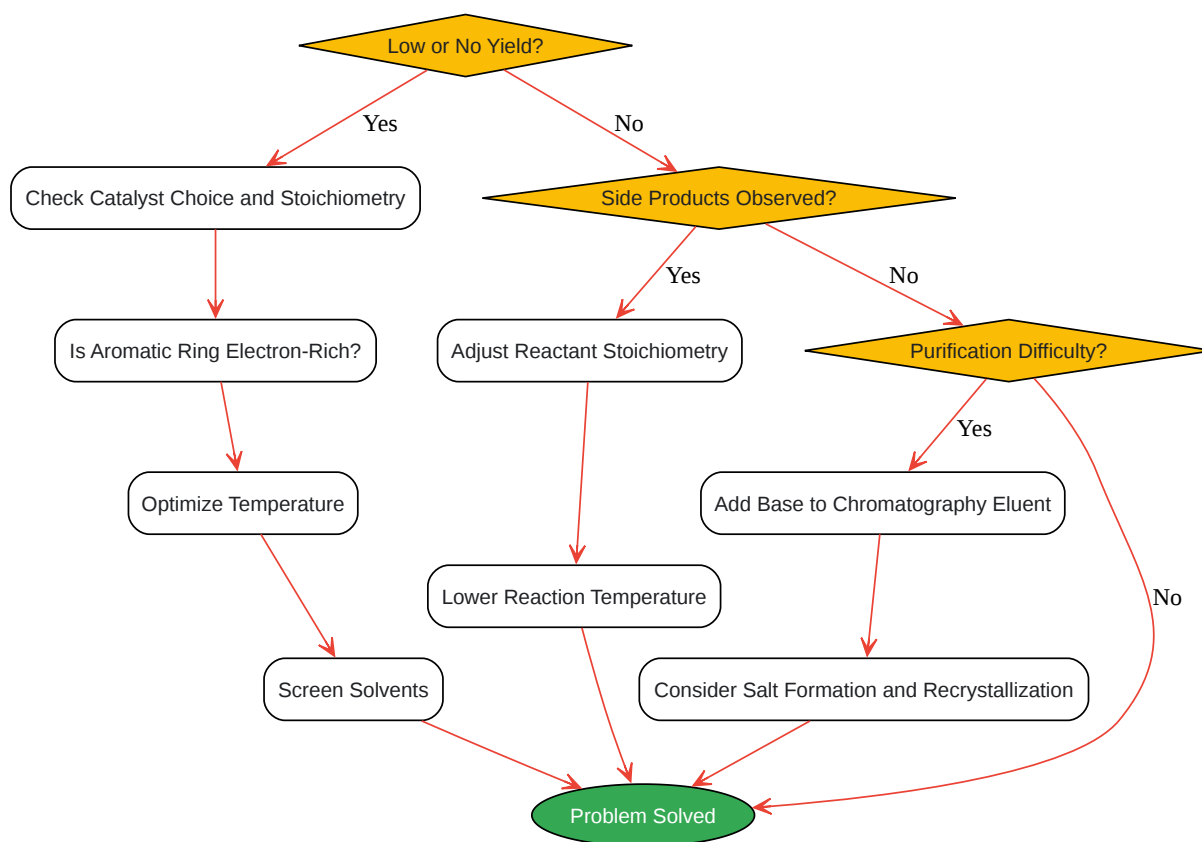 Low or No Yield?
Yes
No
Check Catalyst Choice and Stoichiometry
Side Products Observed?
Yes
No
Is Aromatic Ring Electron-Rich?
Adjust Reactant Stoichiometry
Purification Difficulty?
Yes
No
Optimize Temperature
Add Base to Chromatography Eluent
Lower Reaction Temperature
Screen Solvents
Consider Salt Formation and Recrystallization
Problem Solved